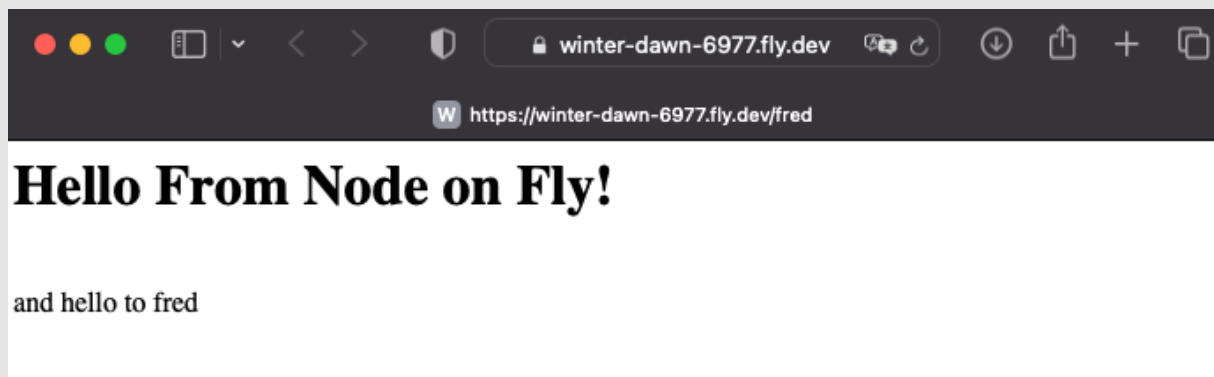 winter-dawn-6977.fly.dev
W https://winter-dawn-6977.fly.dev/fred
Hello From Node on Fly!
and hello to fred